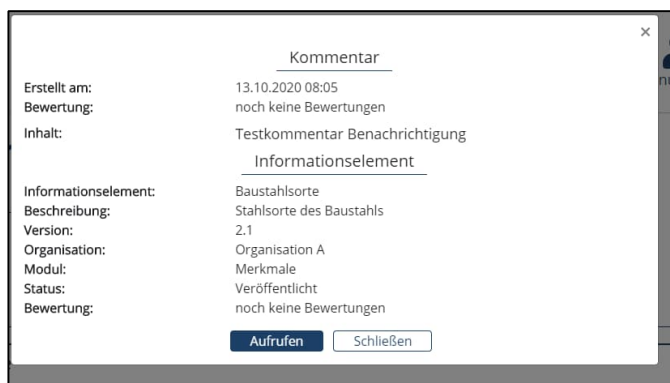 ×
Kommentar
Erstellt am: 13.10.2020 08:05
Bewertung: noch keine Bewertungen
Inhalt: Testkommentar Benachrichtigung
Informationselement
Informationselement: Baustahlsorte
Beschreibung: Stahlsorte des Baustahls
Version: 2.1
Organisation: Organisation A
Modul: Merkmale
Status: Veröffentlicht
Bewertung: noch keine Bewertungen
Aufrufen Schließen